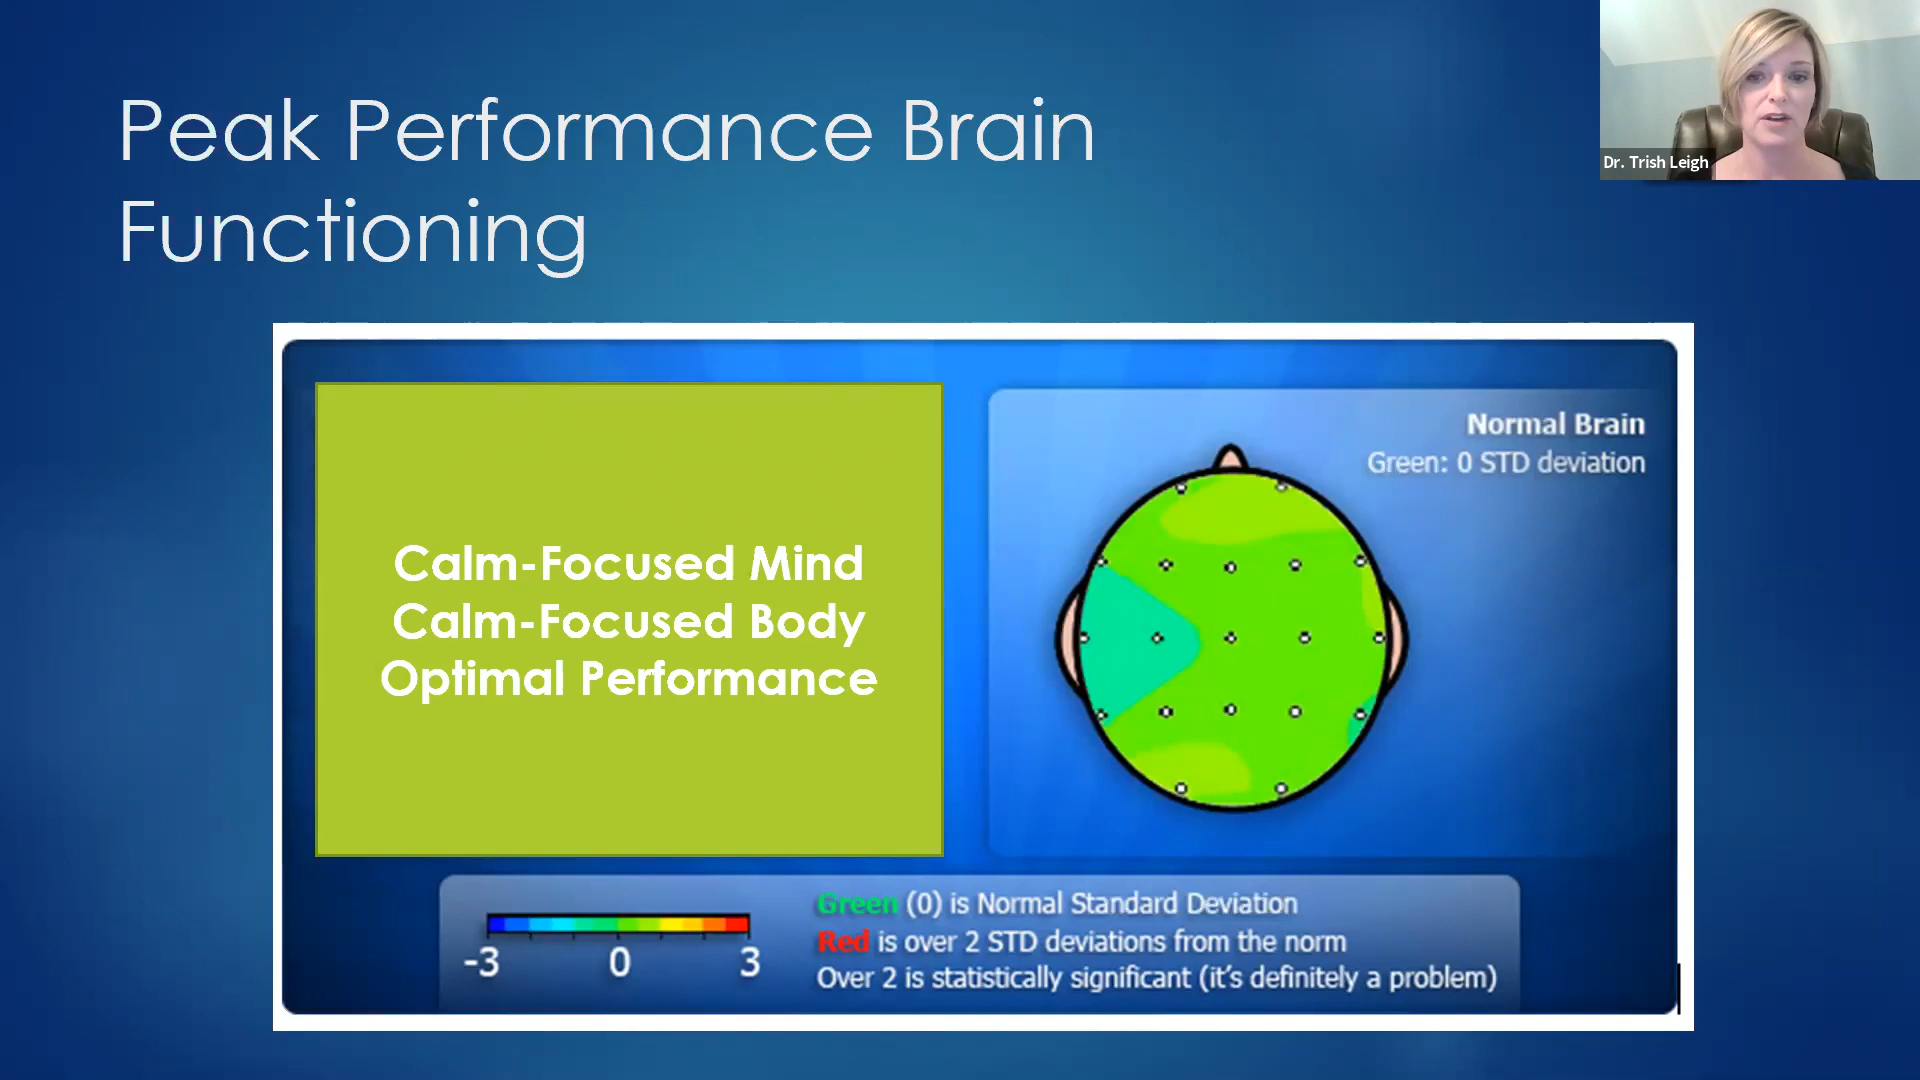 Peak Performance Brain
Functioning
Dr. Trish Leigh
Calm-Focused Mind
Calm-Focused Body
Optimal Performance
Normal Brain
Green: 0 STD deviation
-3 0 3
Green (0) is Normal Standard Deviation
Red is over 2 STD deviations from the norm
Over 2 is statistically significant (it's definitely a problem)